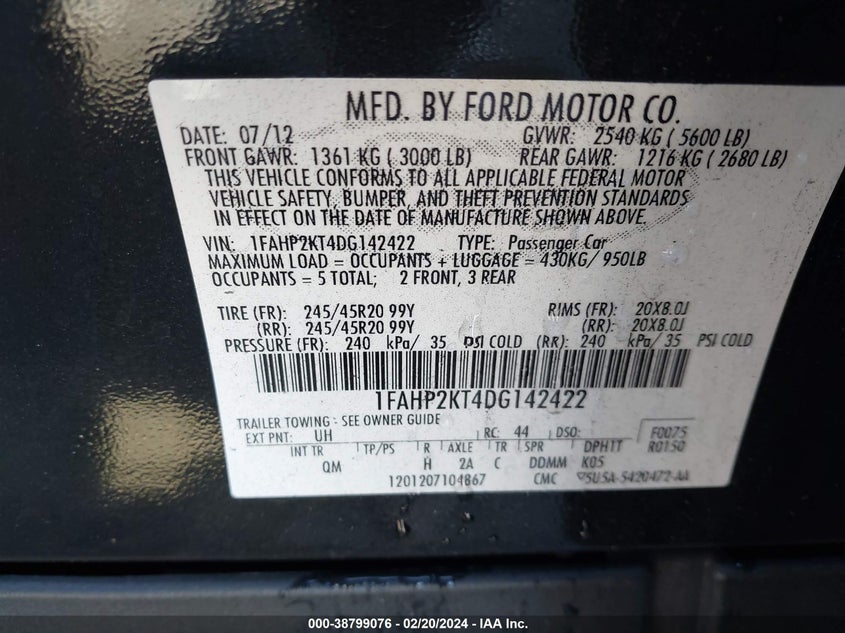 MFD. BY FORD MOTOR CO.
DATE: 07/12 GVWR: 2540 KG ( 5600 LB)
FRONT GAWR: 1361 KG ( 3000 LB) REAR GAWR: 1216 KG ( 2680 LB)
THIS VEHICLE CONFORMS TO ALL APPLICABLE FEDERAL MOTOR
VEHICLE SAFETY, BUMPER, AND THEFT PREVENTION STANDARDS
IN EFFECT ON THE DATE OF MANUFACTURE SHOWN ABOVE.
VIN: 1FAHP2KT4DG142422 TYPE: Passenger Car
MAXIMUM LOAD = OCCUPANTS + LUGGAGE = 430KG/ 950LB
OCCUPANTS = 5 TOTAL; 2 FRONT, 3 REAR
TIRE (FR): 245/45R20 99Y RIMS (FR): 20X8.0J
(RR): 245/45R20 99Y (RR): 20X8.0J
PRESSURE (FR): 240 kPa/ 35 PSI COLD (RR): 240 kPa/ 35 PSI COLD
1FAHP2KT4DG142422
TRAILER TOWING - SEE OWNER GUIDE
EXT PNT: UH RC: 44 DSO: F0075
INT TR TP/PS R AXLE TR SPR DPHTT R0150
QM H 2A C DDMM K05
1201207104867 CMC 5U5A-5420472-AA
000-38799076 - 02/20/2024 - IAA Inc.